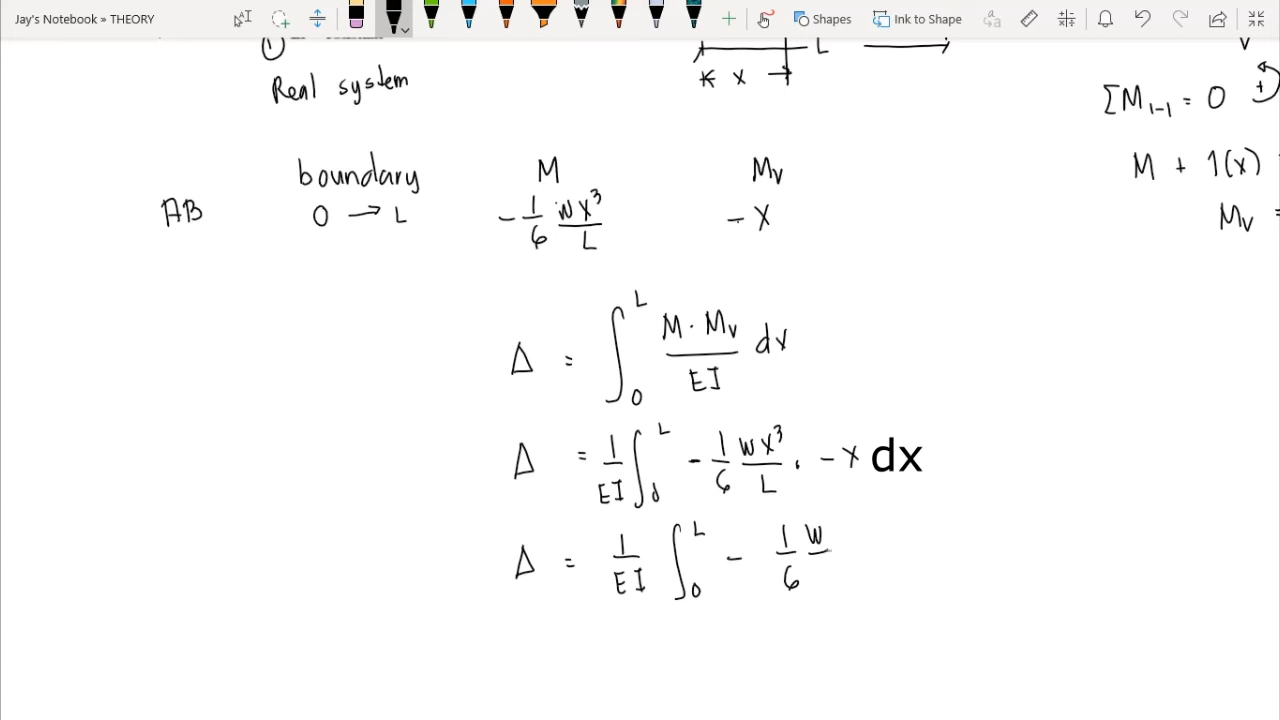 Jay's Notebook » THEORY
Shapes
Ink to Shape
1
L
V
Real system
x
ΣM₁₋₁ = 0 +
boundary M Mv
M + 1(x) =
AB 0 → L - 1/6 wx³/L - x
Mv =
Δ = ∫₀ᴸ M · Mv / EI dx
Δ = 1/EI ∫₀ᴸ - 1/6 wx³/L · - x dx
Δ = 1/EI ∫₀ᴸ - 1/6 w